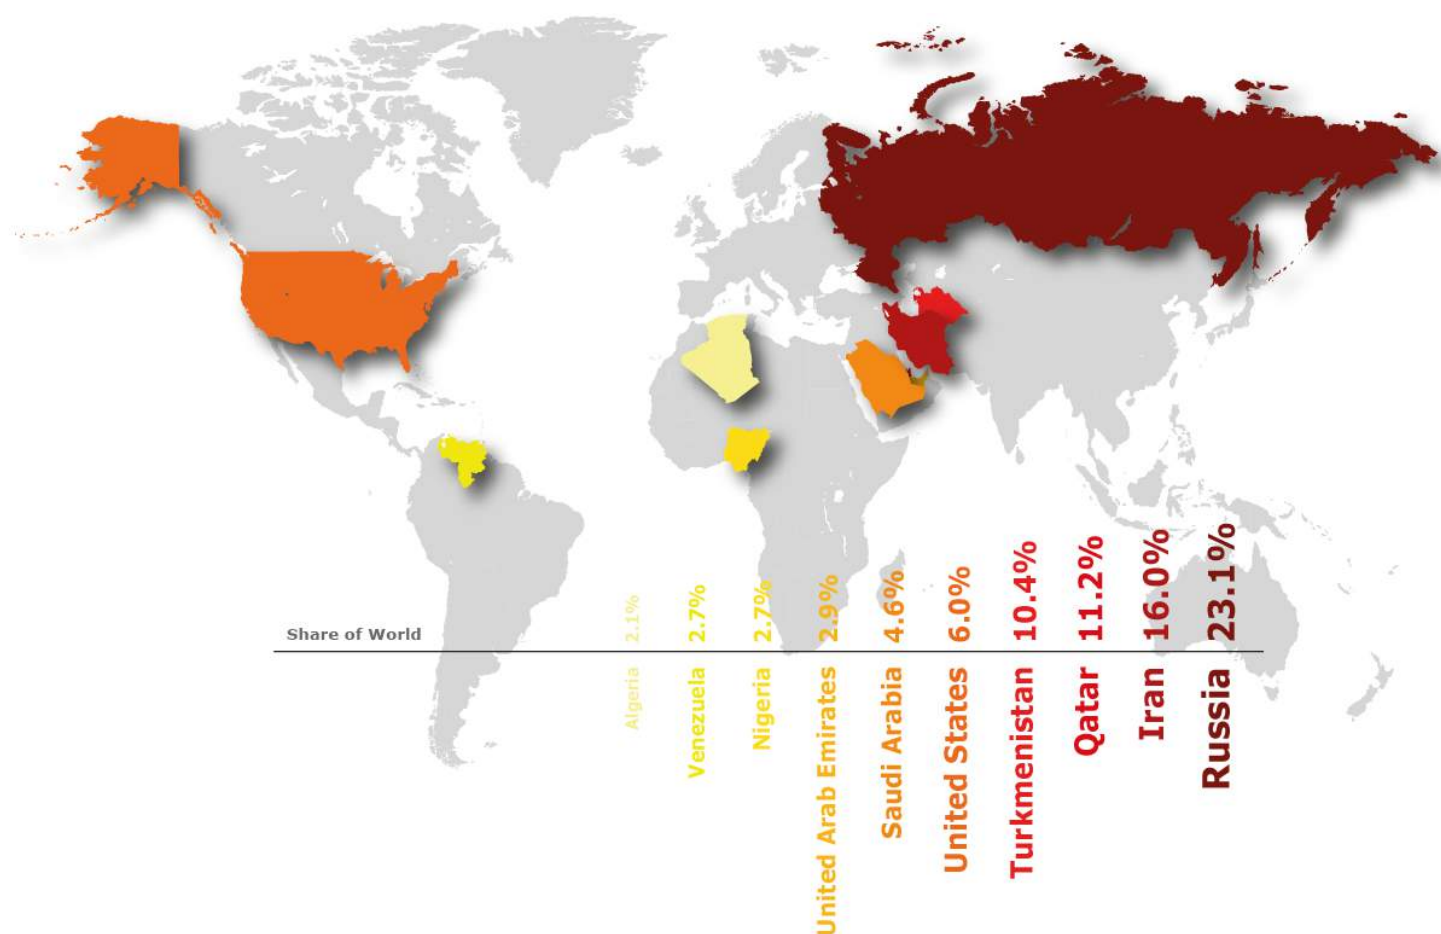 Share of World
2.1%
2.7%
2.7%
2.9%
4.6%
6.0%
10.4%
11.2%
16.0%
23.1%
Algeria
Venezuela
Nigeria
United Arab Emirates
Saudi Arabia
United States
Turkmenistan
Qatar
Iran
Russia